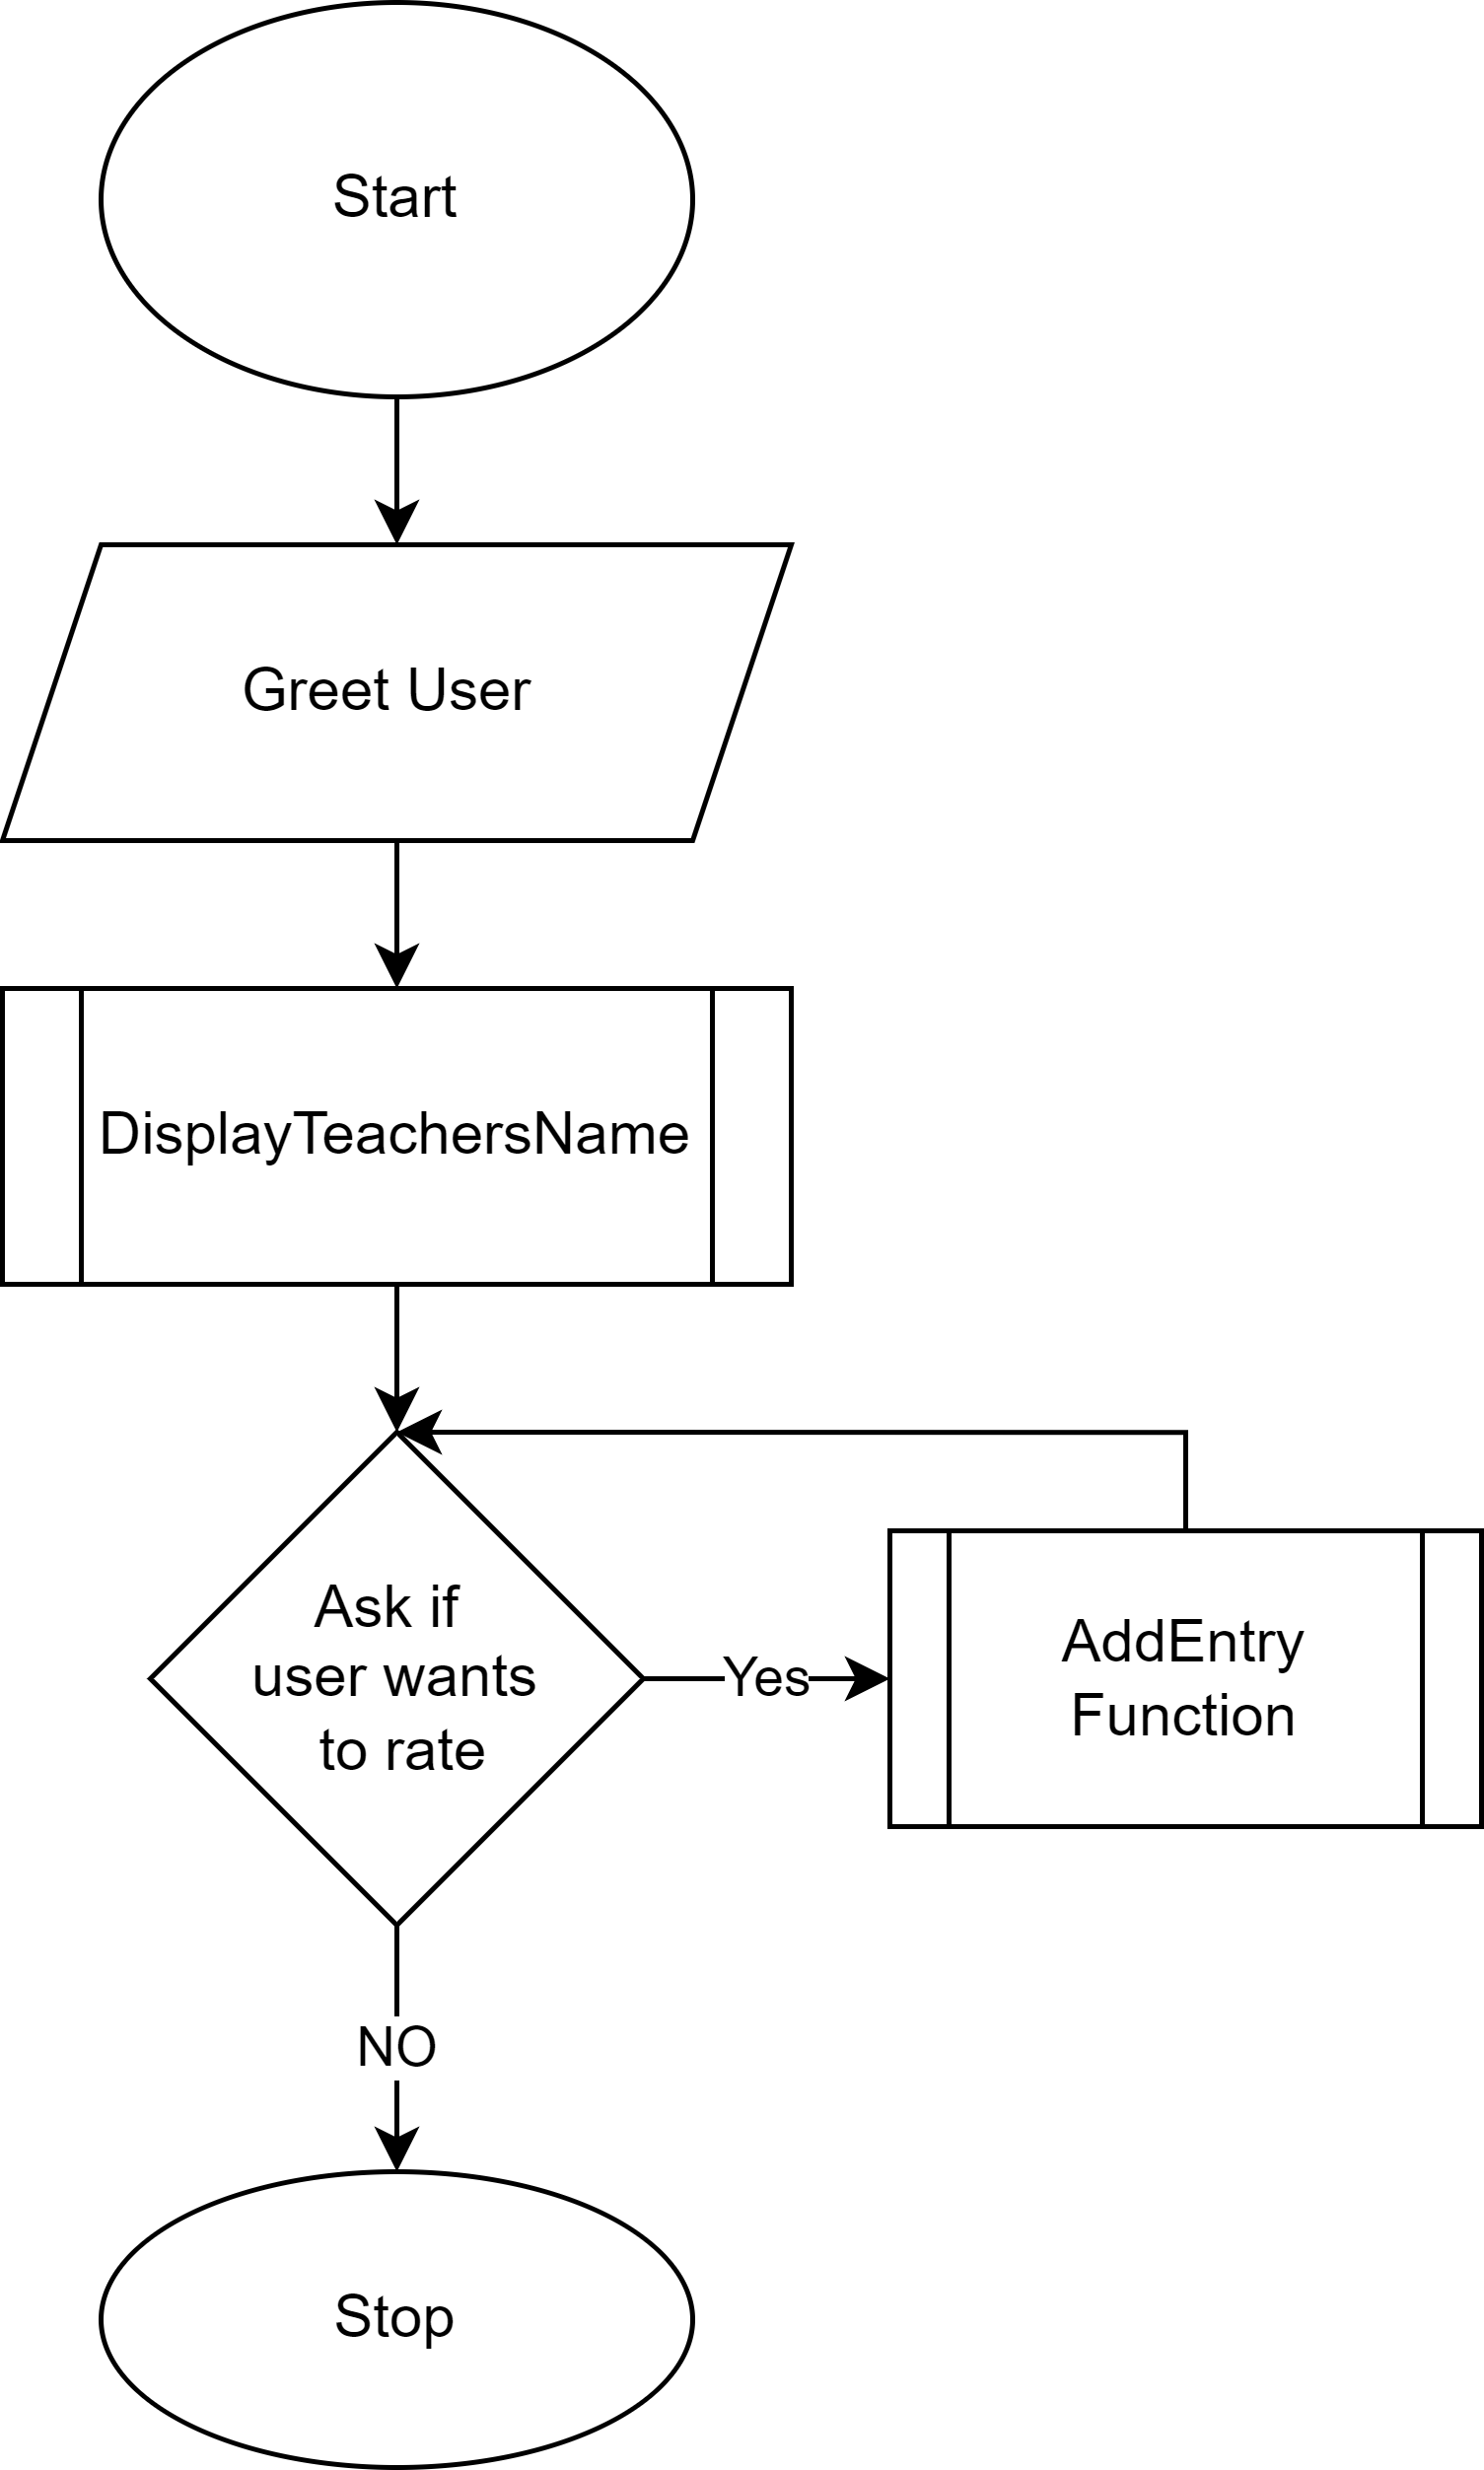 Start
Greet User
DisplayTeachersName
Ask if
user wants
to rate
Yes
AddEntry
Function
NO
Stop